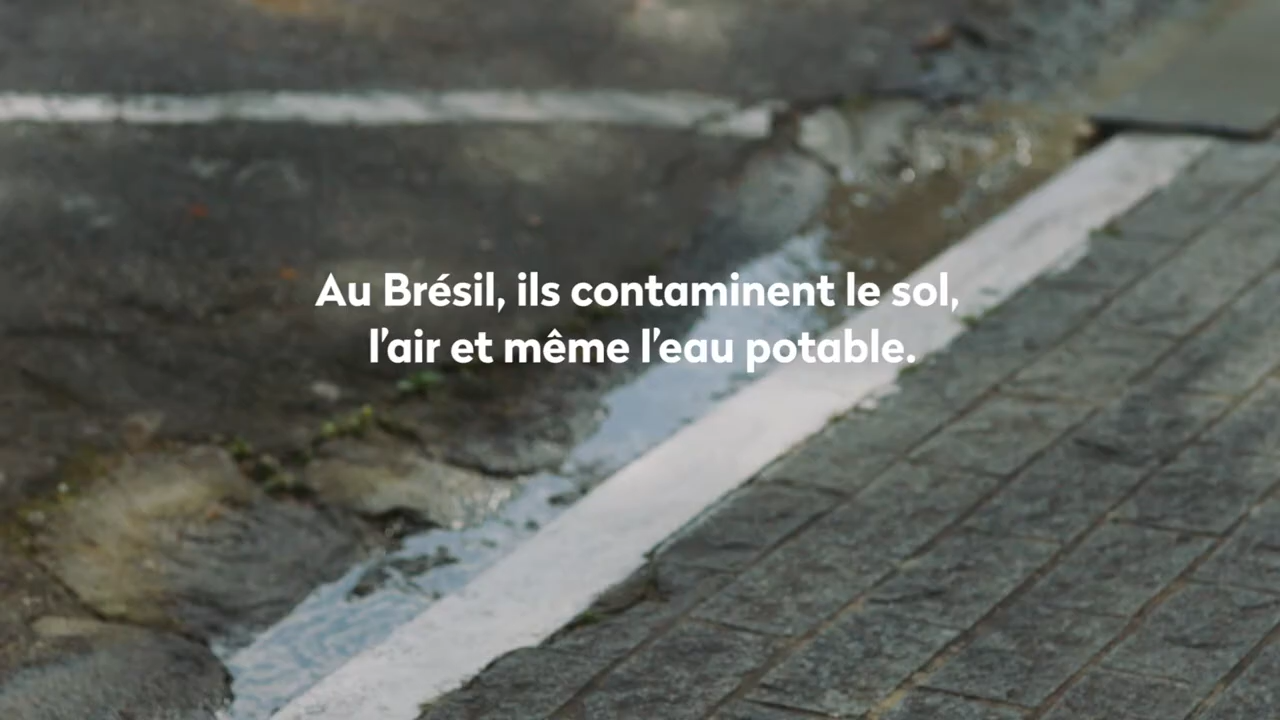 Au Brésil, ils contaminent le sol,
l’air et même l’eau potable.